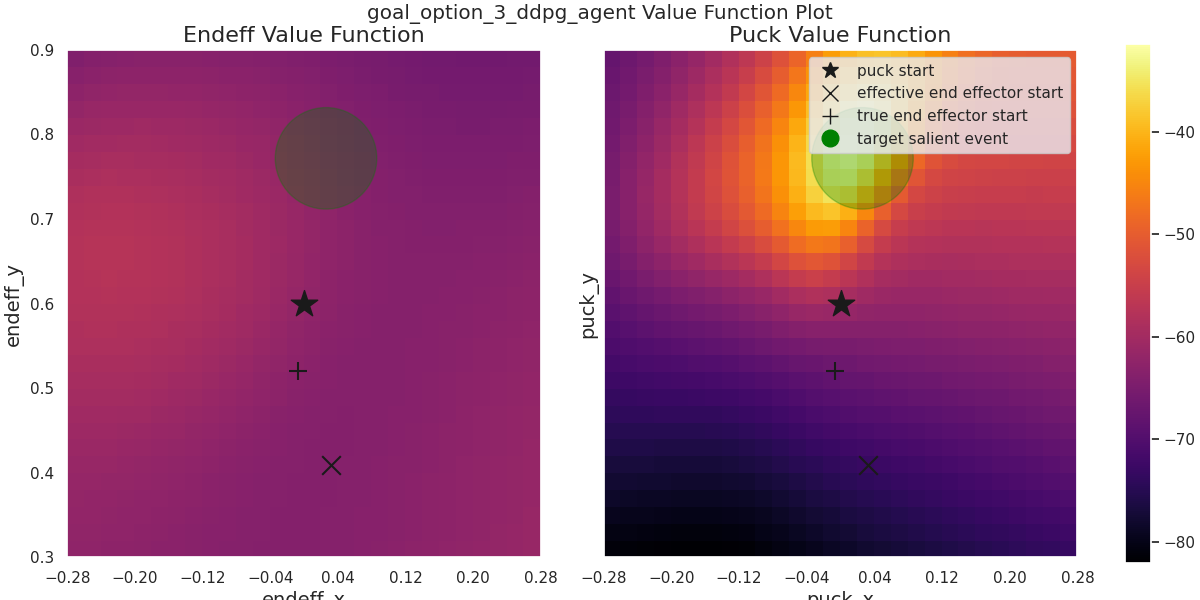 goal_option_3_ddpg_agent Value Function Plot
Endeff Value Function
Puck Value Function
0.9
0.8
0.7
0.6
0.5
0.4
0.3
endeff_y
−0.28 −0.20 −0.12 −0.04 0.04 0.12 0.20 0.28
endeff_x
puck_y
puck start
effective end effector start
true end effector start
target salient event
−0.28 −0.20 −0.12 −0.04 0.04 0.12 0.20 0.28
puck_x
−40
−50
−60
−70
−80